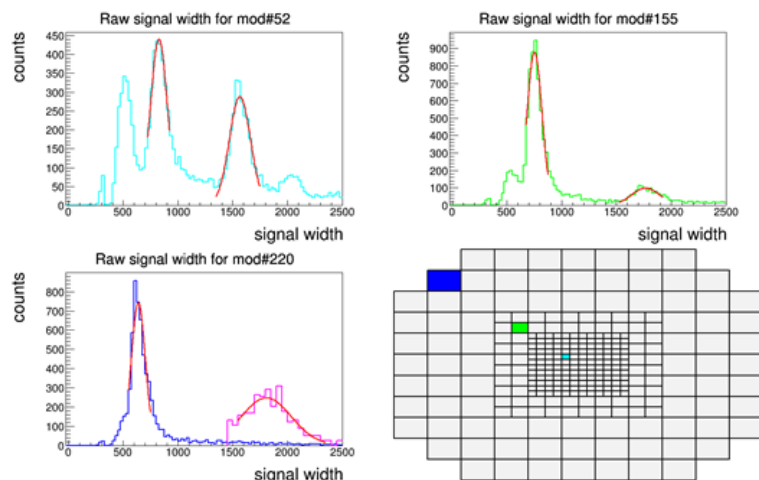 Raw signal width for mod#52
counts
450
400
350
300
250
200
150
100
50
0
0 500 1000 1500 2000 2500
signal width
Raw signal width for mod#155
counts
900
800
700
600
500
400
300
200
100
0
0 500 1000 1500 2000 2500
signal width
Raw signal width for mod#220
counts
800
700
600
500
400
300
200
100
0
0 500 1000 1500 2000 2500
signal width